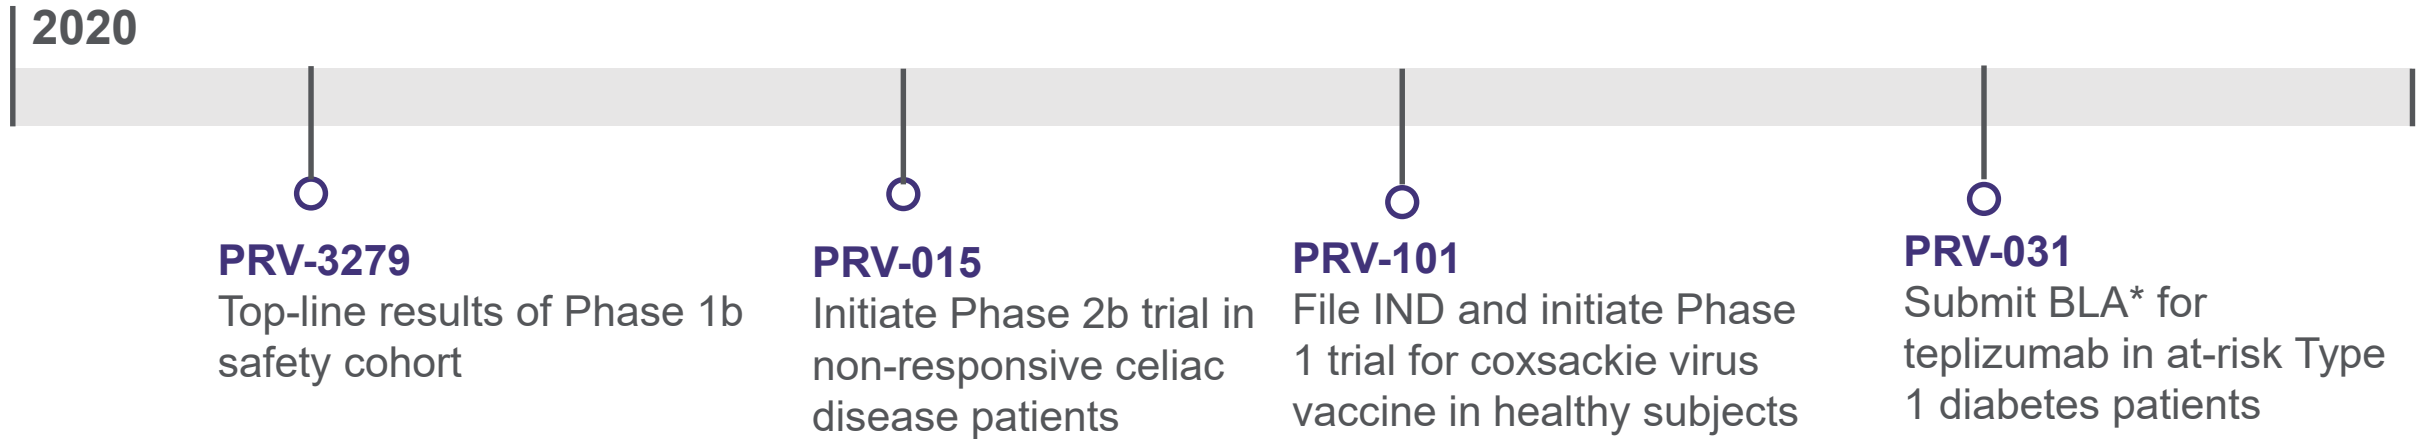 2020
PRV-3279
Top-line results of Phase 1b
safety cohort
PRV-015
Initiate Phase 2b trial in
non-responsive celiac
disease patients
PRV-101
File IND and initiate Phase
1 trial for coxsackie virus
vaccine in healthy subjects
PRV-031
Submit BLA* for
teplizumab in at-risk Type
1 diabetes patients